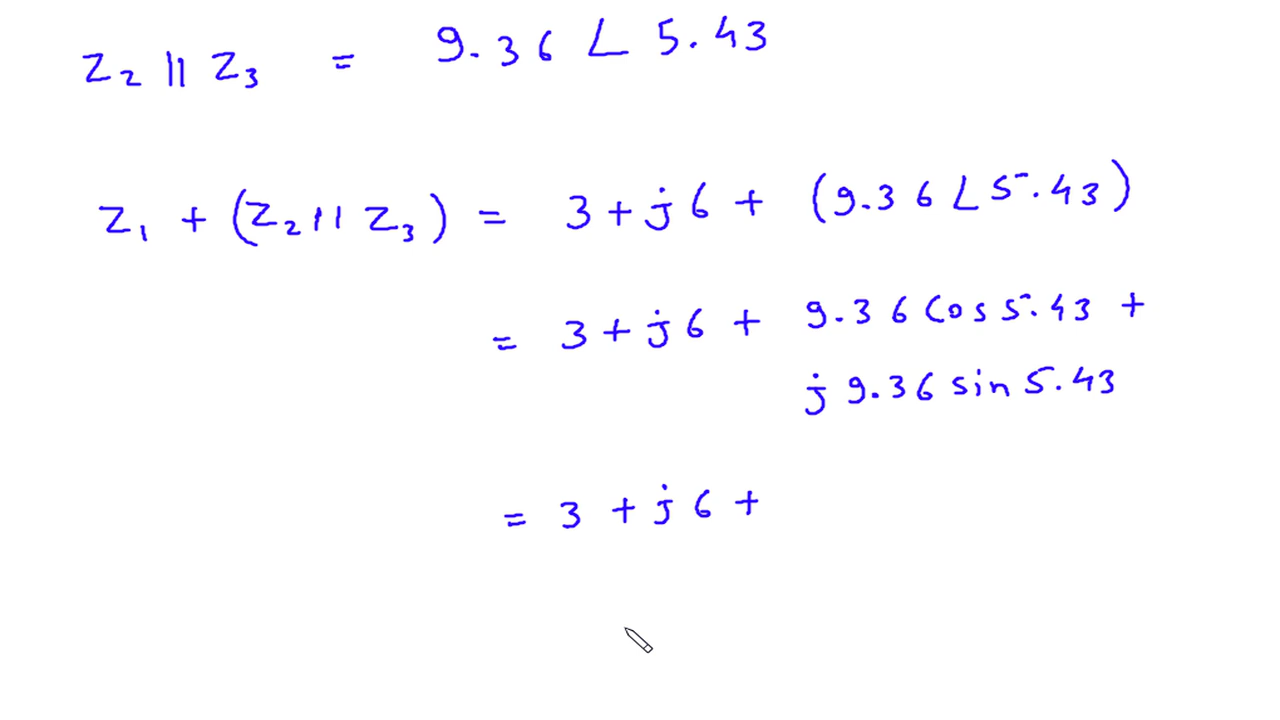 Z₂ || Z₃ = 9.36 ∠ 5.43
Z₁ + (Z₂ || Z₃) = 3 + j6 + (9.36 ∠ 5.43)
= 3 + j6 + 9.36 Cos 5.43 +
j 9.36 sin 5.43
= 3 + j6 +